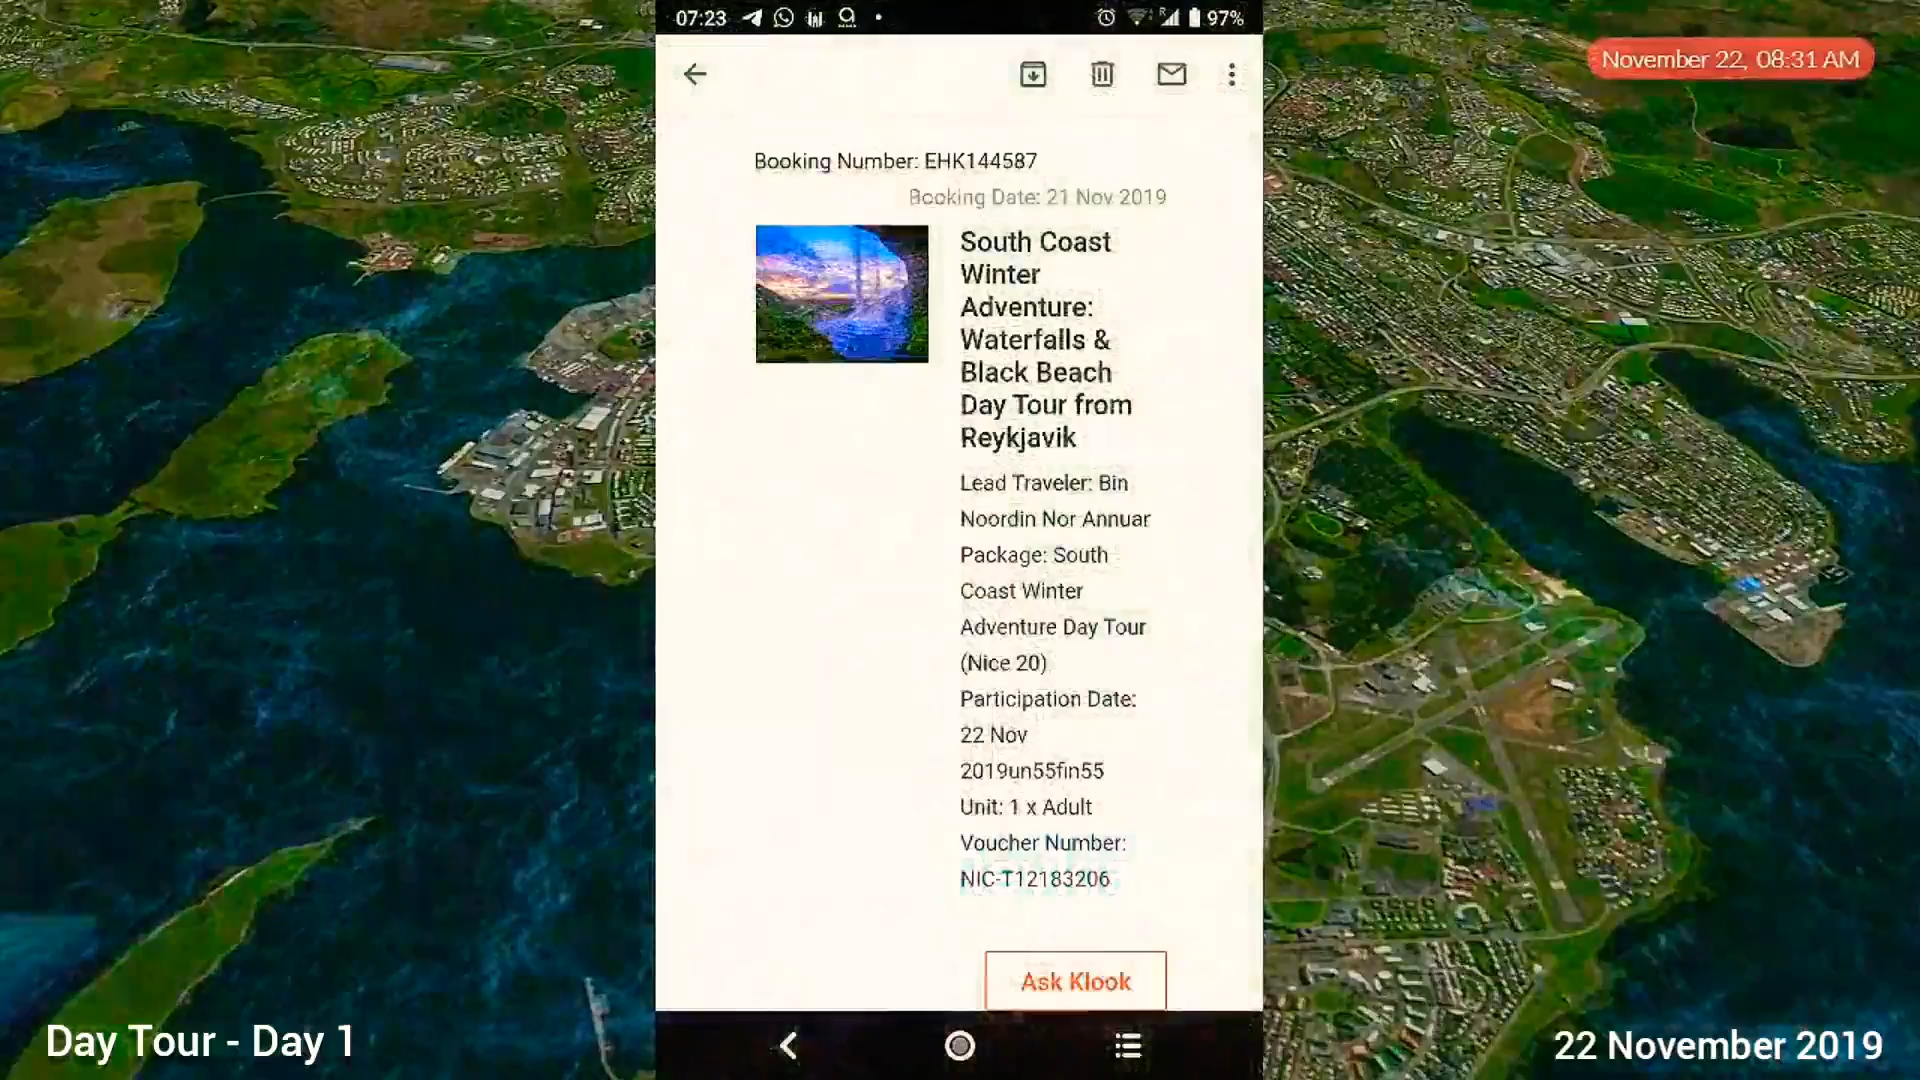 07:23
97%
November 22, 08:31 AM
Booking Number: EHK144587
Booking Date: 21 Nov 2019
South Coast
Winter
Adventure:
Waterfalls &
Black Beach
Day Tour from
Reykjavik
Lead Traveler: Bin
Noordin Nor Annuar
Package: South
Coast Winter
Adventure Day Tour
(Nice 20)
Participation Date:
22 Nov
2019un55fin55
Unit: 1 x Adult
Voucher Number:
NIC-T12183206
Ask Klook
Day Tour - Day 1
22 November 2019